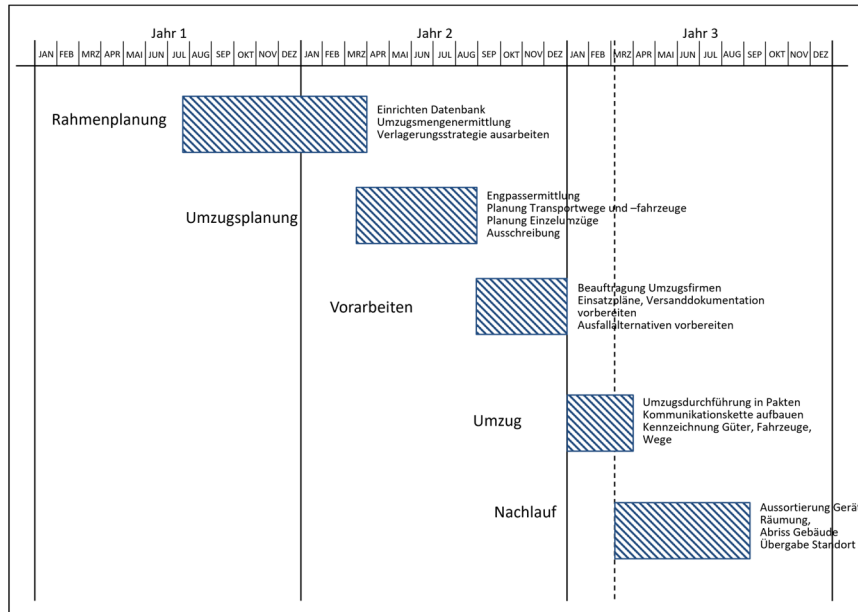 Jahr 1 Jahr 2 Jahr 3
JAN FEB MRZ APR MAI JUN JUL AUG SEP OKT NOV DEZ JAN FEB MRZ APR MAI JUN JUL AUG SEP OKT NOV DEZ JAN FEB MRZ APR MAI JUN JUL AUG SEP OKT NOV DEZ
Rahmenplanung
Einrichten Datenbank
Umzugsmengenermittlung
Verlagerungsstrategie ausarbeiten
Umzugsplanung
Engpassermittlung
Planung Transportwege und –fahrzeuge
Planung Einzelumzüge
Ausschreibung
Vorarbeiten
Beauftragung Umzugsfirmen
Einsatzpläne, Versanddokumentation
vorbereiten
Ausfallalternativen vorbereiten
Umzug
Umzugsdurchführung in Pakten
Kommunikationskette aufbauen
Kennzeichnung Güter, Fahrzeuge,
Wege
Nachlauf
Aussortierung Gerät
Räumung,
Abriss Gebäude
Übergabe Standort